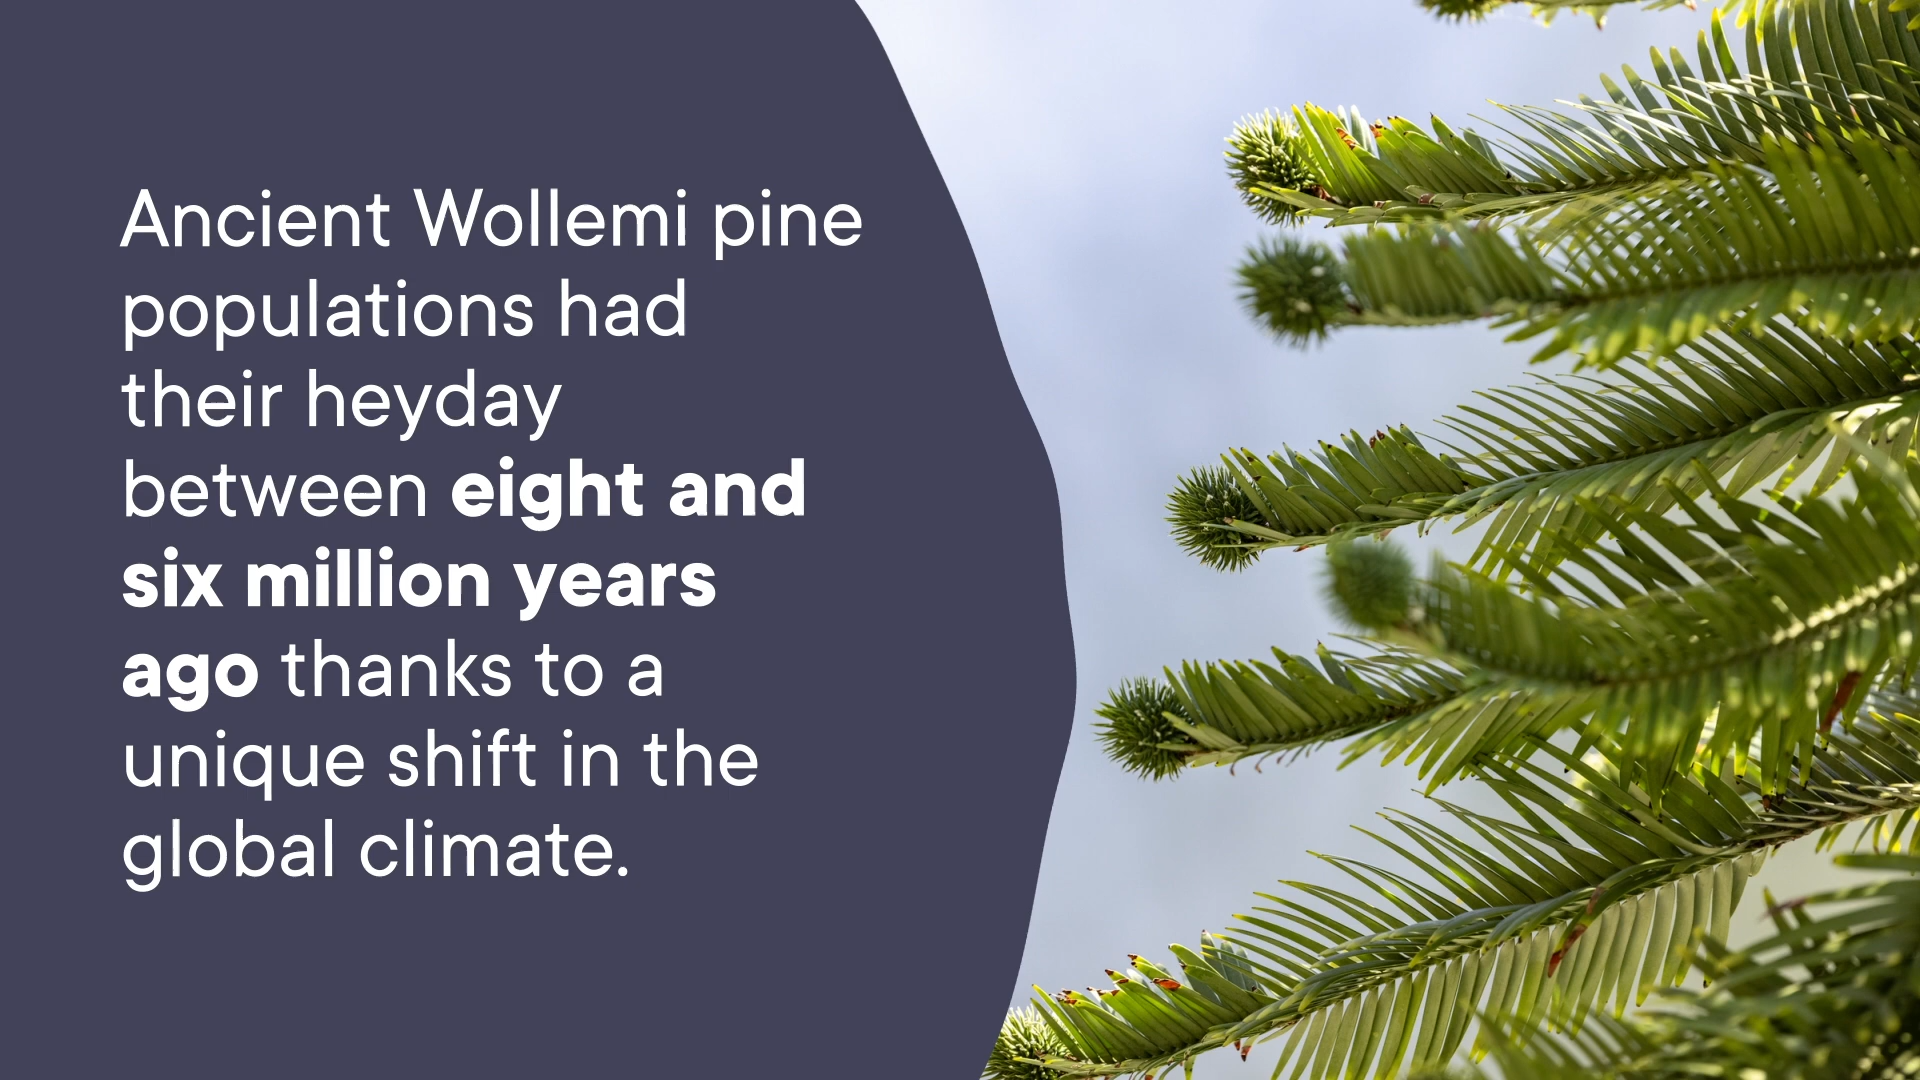 Ancient Wollemi pine
populations had
their heyday
between eight and
six million years
ago thanks to a
unique shift in the
global climate.